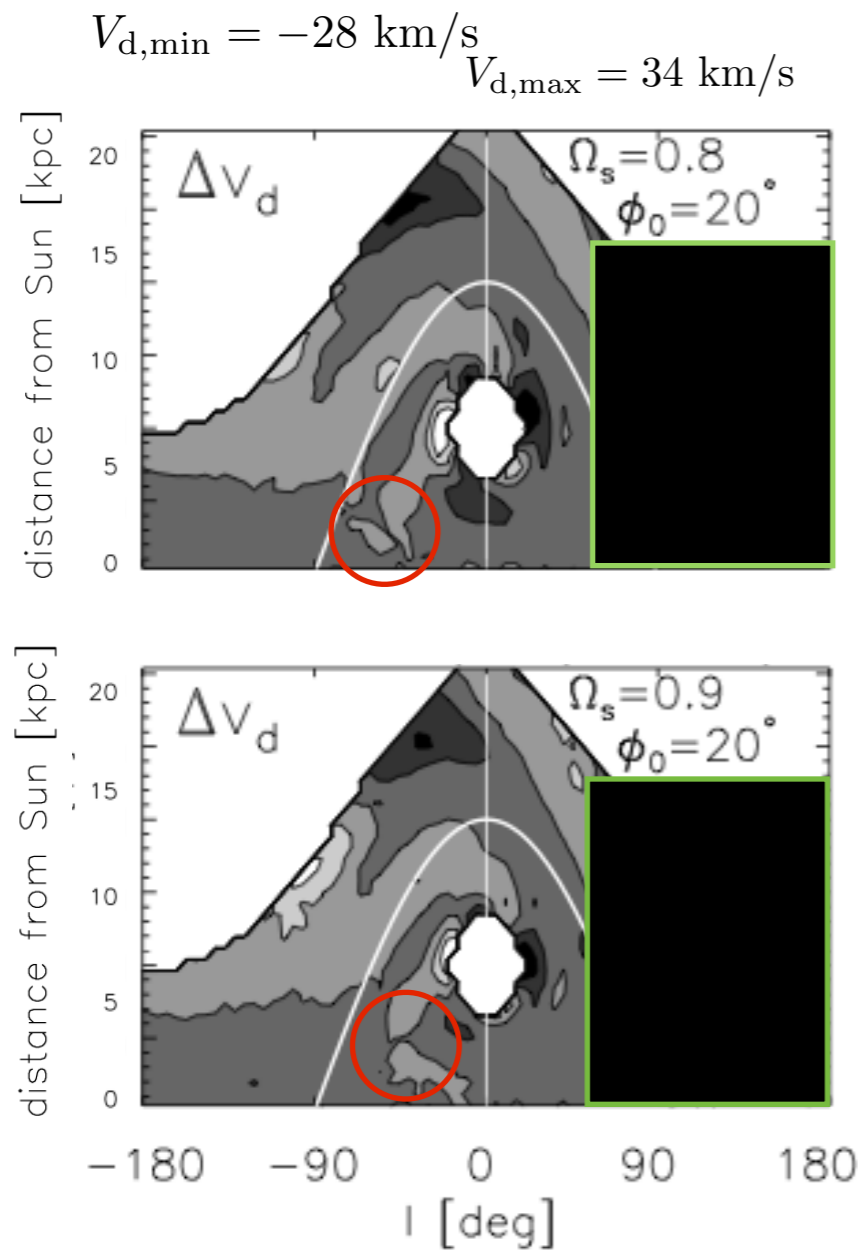 V_{d,min} = −28 km/s
V_{d,max} = 34 km/s
distance from Sun [kpc]
20
15
10
5
0
ΔV_d
Ω_s=0.8
ϕ_0=20°
distance from Sun [kpc]
20
15
10
5
0
ΔV_d
Ω_s=0.9
ϕ_0=20°
−180 −90 0 90 180
l [deg]